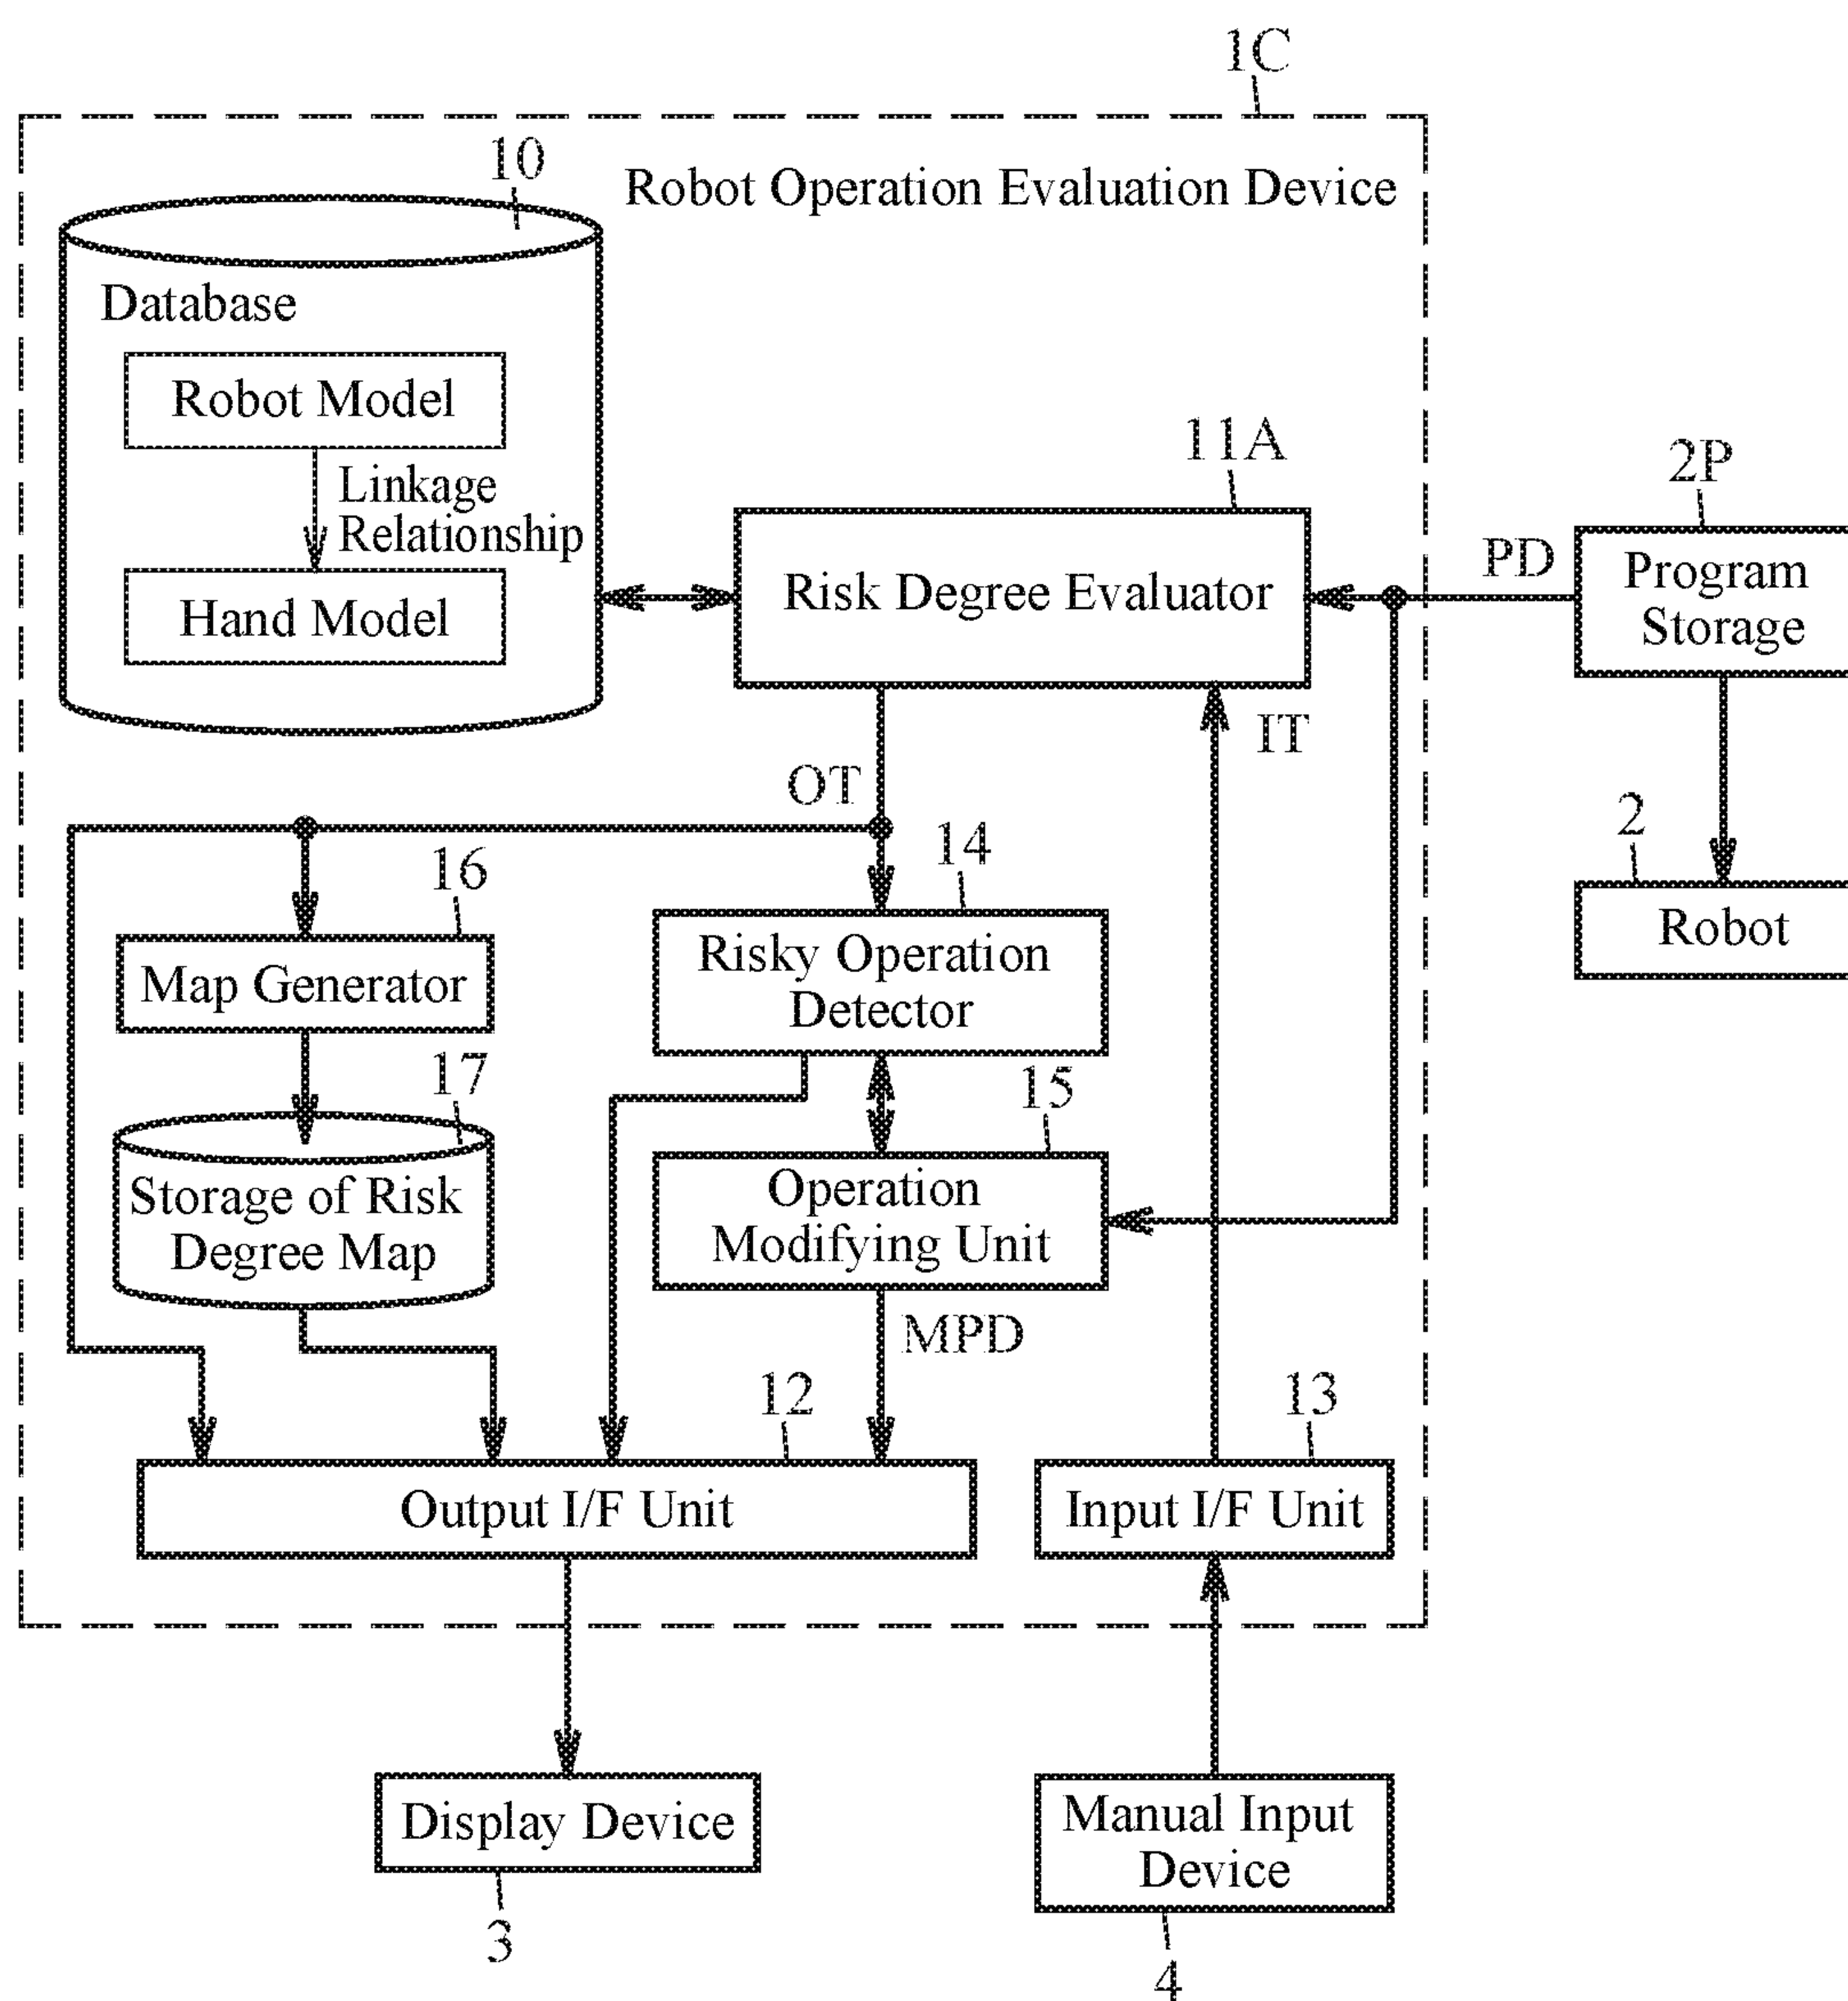 1C
10
Robot Operation Evaluation Device
Database
Robot Model
Linkage
Relationship
Hand Model
11A
Risk Degree Evaluator
PD
2P
Program
Storage
IT
OT
2
Robot
16
Map Generator
14
Risky Operation
Detector
17
Storage of Risk
Degree Map
15
Operation
Modifying Unit
MPD
12
Output I/F Unit
13
Input I/F Unit
Display Device
3
Manual Input
Device
4